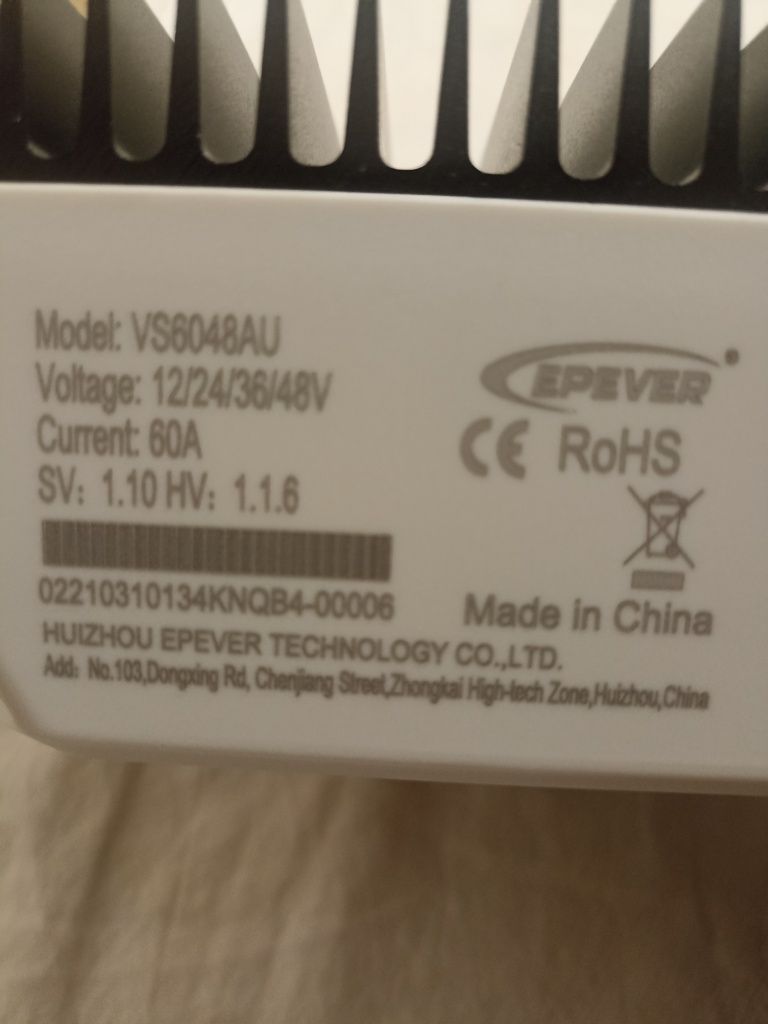 Model: VS6048AU
Voltage: 12/24/36/48V
Current: 60A
SV: 1.10 HV: 1.1.6
EPEVER®
CE RoHS
02210310134KNQB4-00006
Made in China
HUIZHOU EPEVER TECHNOLOGY CO.,LTD.
Add: No.103,Dongxing Rd, Chenjiang Street,Zhongkai High-tech Zone,Huizhou,China